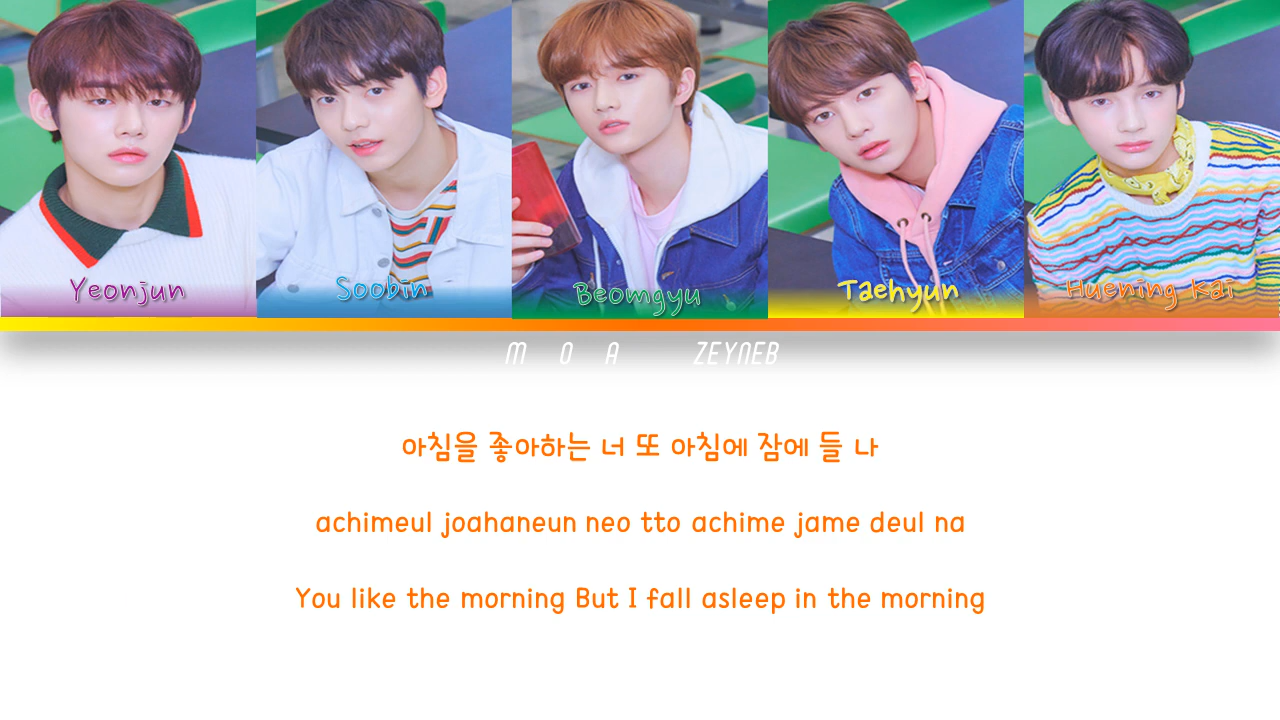 Yeonjun Soobin Beomgyu Taehyun Huening Kai
MOA ZEYNEB
아침을 좋아하는 너 또 아침에 잠에 들 나
achimeul joahaneun neo tto achime jame deul na
You like the morning But I fall asleep in the morning